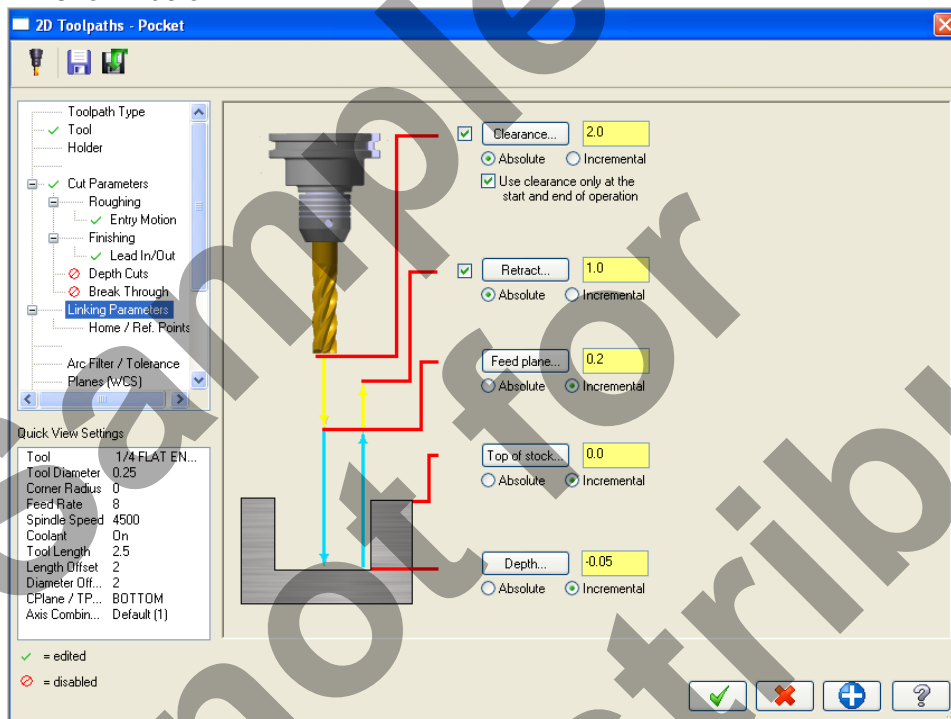 2D Toolpaths - Pocket
Toolpath Type
Tool
Holder
Cut Parameters
Roughing
Entry Motion
Finishing
Lead In/Out
Depth Cuts
Break Through
Linking Parameters
Home / Ref. Points
Arc Filter / Tolerance
Planes (WCS)
Quick View Settings
Tool 1/4 FLAT EN...
Tool Diameter 0.25
Corner Radius 0
Feed Rate 8
Spindle Speed 4500
Coolant On
Tool Length 2.5
Length Offset 2
Diameter Off... 2
CPlane / TP... BOTTOM
Axis Combin... Default (1)
= edited
= disabled
Clearance... 2.0
Absolute Incremental
Use clearance only at the
start and end of operation
Retract... 1.0
Absolute Incremental
Feed plane... 0.2
Absolute Incremental
Top of stock... 0.0
Absolute Incremental
Depth... -0.05
Absolute Incremental
Sample
not for